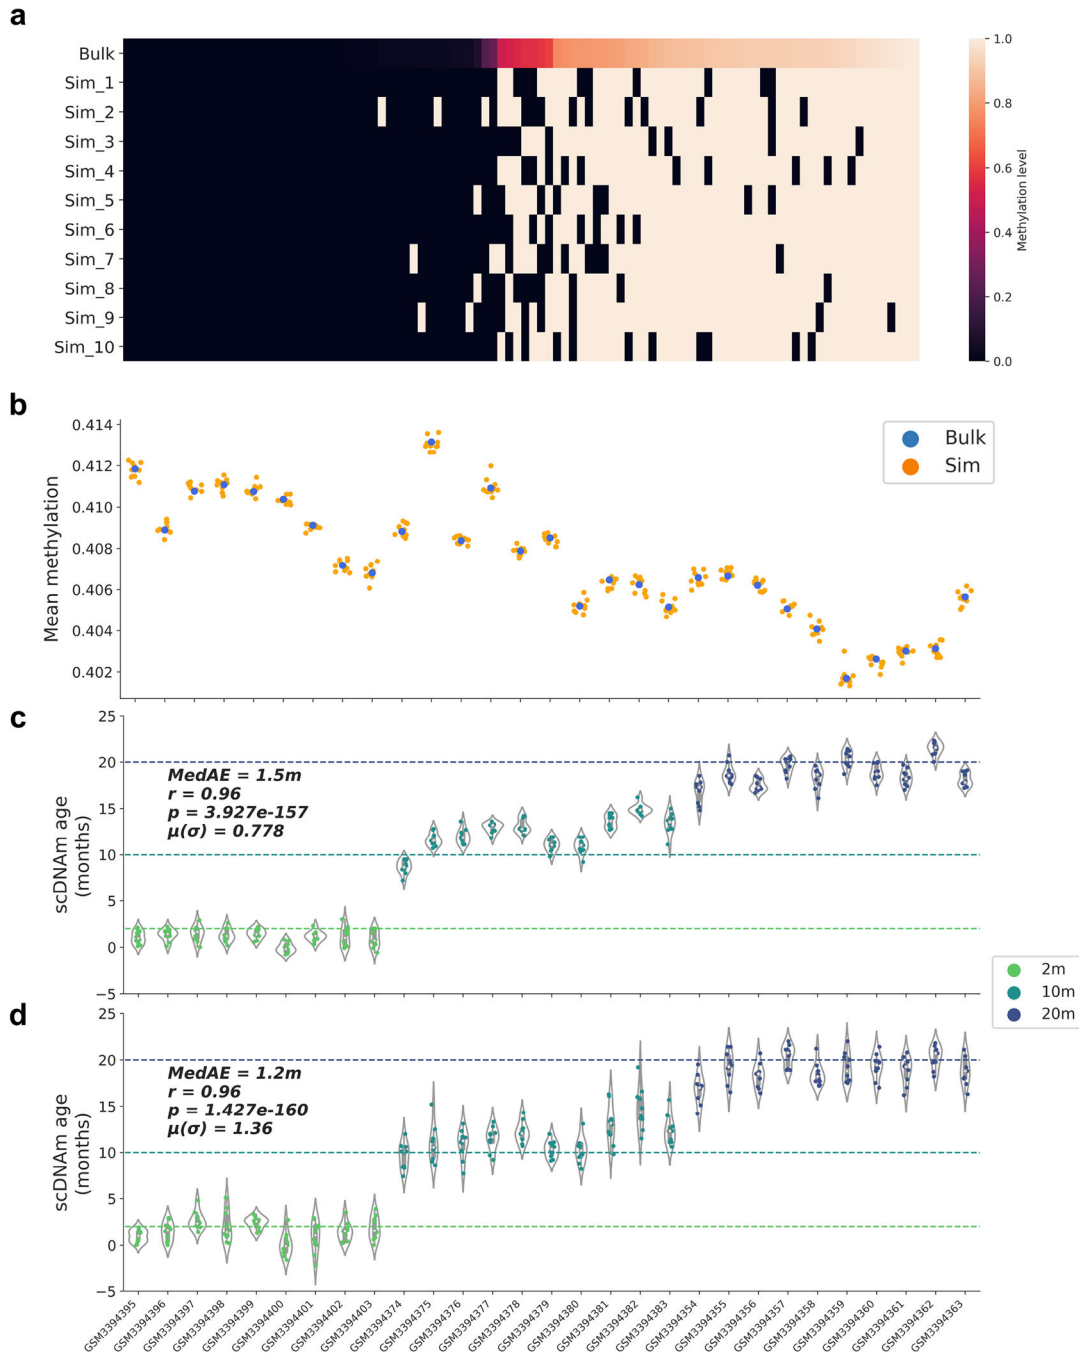 a
Bulk
Sim_1
Sim_2
Sim_3
Sim_4
Sim_5
Sim_6
Sim_7
Sim_8
Sim_9
Sim_10
1.0
0.8
0.6
0.4
0.2
0.0
Methylation level
b
0.414
0.412
0.410
0.408
0.406
0.404
0.402
Mean methylation
Bulk
Sim
c
25
20
15
10
5
0
−5
scDNAm age
(months)
MedAE = 1.5m
r = 0.96
p = 3.927e-157
μ(σ) = 0.778
2m
10m
20m
d
25
20
15
10
5
0
−5
scDNAm age
(months)
MedAE = 1.2m
r = 0.96
p = 1.427e-160
μ(σ) = 1.36
GSM3394395
GSM3394396
GSM3394397
GSM3394398
GSM3394399
GSM3394400
GSM3394401
GSM3394402
GSM3394403
GSM3394374
GSM3394375
GSM3394376
GSM3394377
GSM3394378
GSM3394379
GSM3394380
GSM3394381
GSM3394382
GSM3394383
GSM3394354
GSM3394355
GSM3394356
GSM3394357
GSM3394358
GSM3394359
GSM3394360
GSM3394361
GSM3394362
GSM3394363